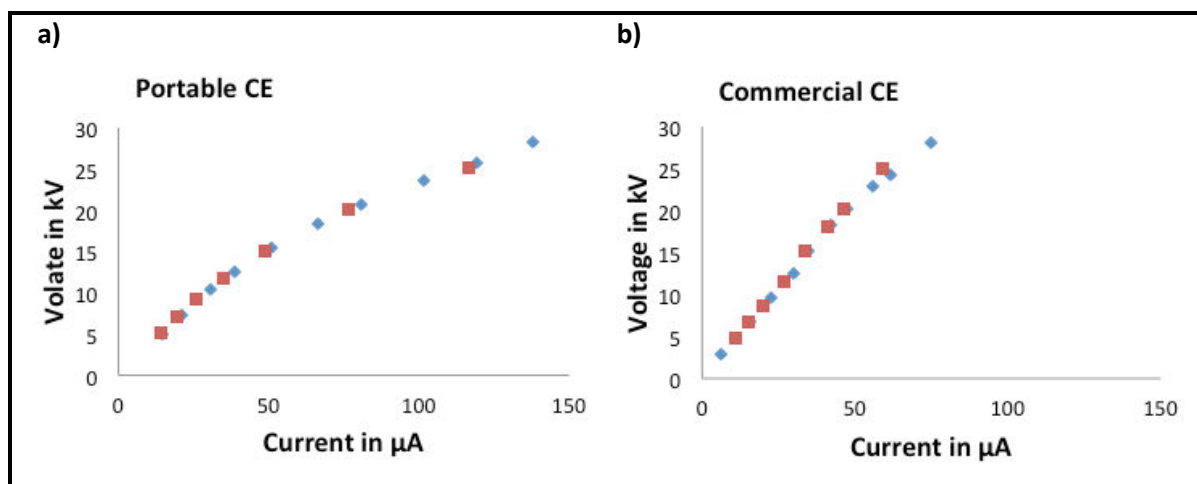 a)
Portable CE
Volate in kV
30
25
20
15
10
5
0
0 50 100 150
Current in µA
b)
Commercial CE
Voltage in kV
30
25
20
15
10
5
0
0 50 100 150
Current in µA